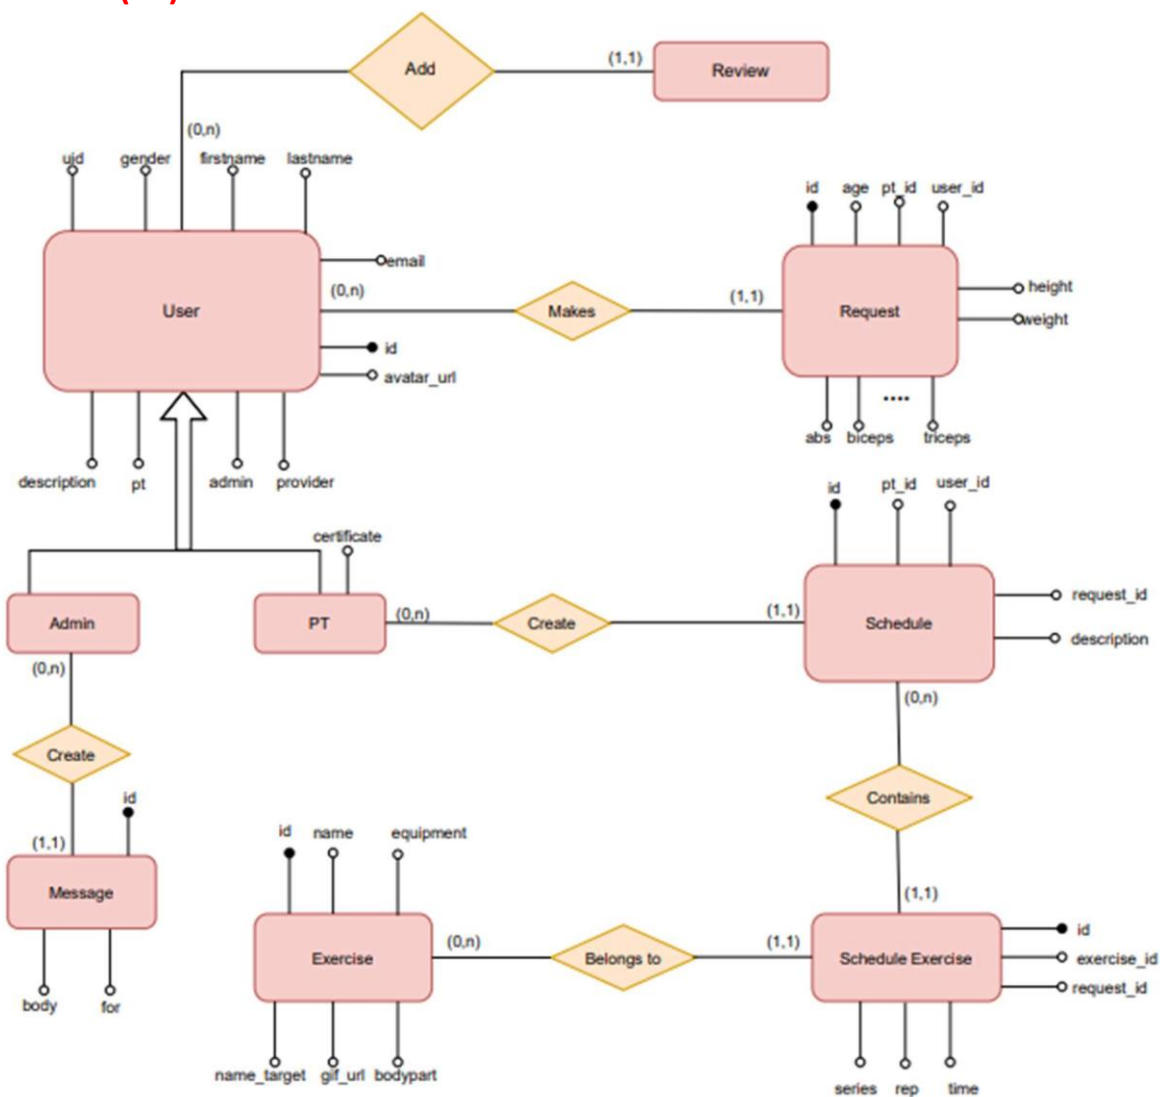 Add
(1,1)
Review
(0,n)
uid
gender
firstname
lastname
id
age
pt_id
user_id
email
User
(0,n)
Makes
(1,1)
Request
height
weight
id
avatar_url
abs
biceps
....
triceps
description
pt
admin
provider
id
pt_id
user_id
certificate
Admin
PT
(0,n)
Create
(1,1)
Schedule
request_id
description
(0,n)
(0,n)
Create
Contains
id
(1,1)
Message
id
name
equipment
(1,1)
Exercise
(0,n)
Belongs to
(1,1)
Schedule Exercise
id
exercise_id
request_id
body
for
name_target
gif_url
bodypart
series
rep
time